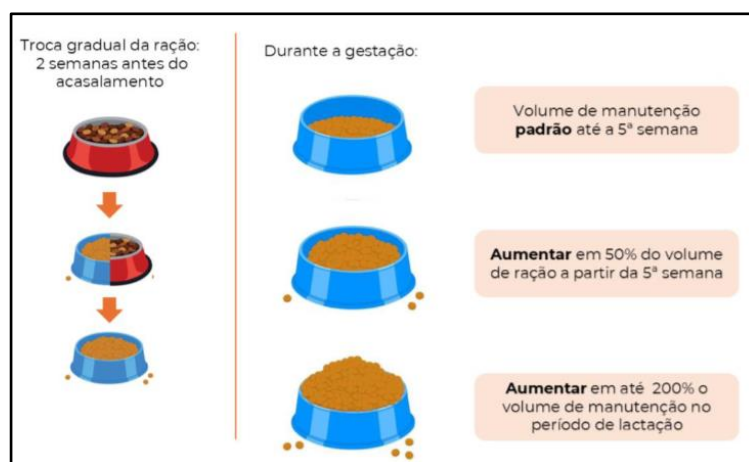 Troca gradual da ração:
2 semanas antes do
acasalamento
Durante a gestação:
Volume de manutenção
padrão até a 5ª semana
Aumentar em 50% do volume
de ração a partir da 5ª semana
Aumentar em até 200% o
volume de manutenção no
período de lactação